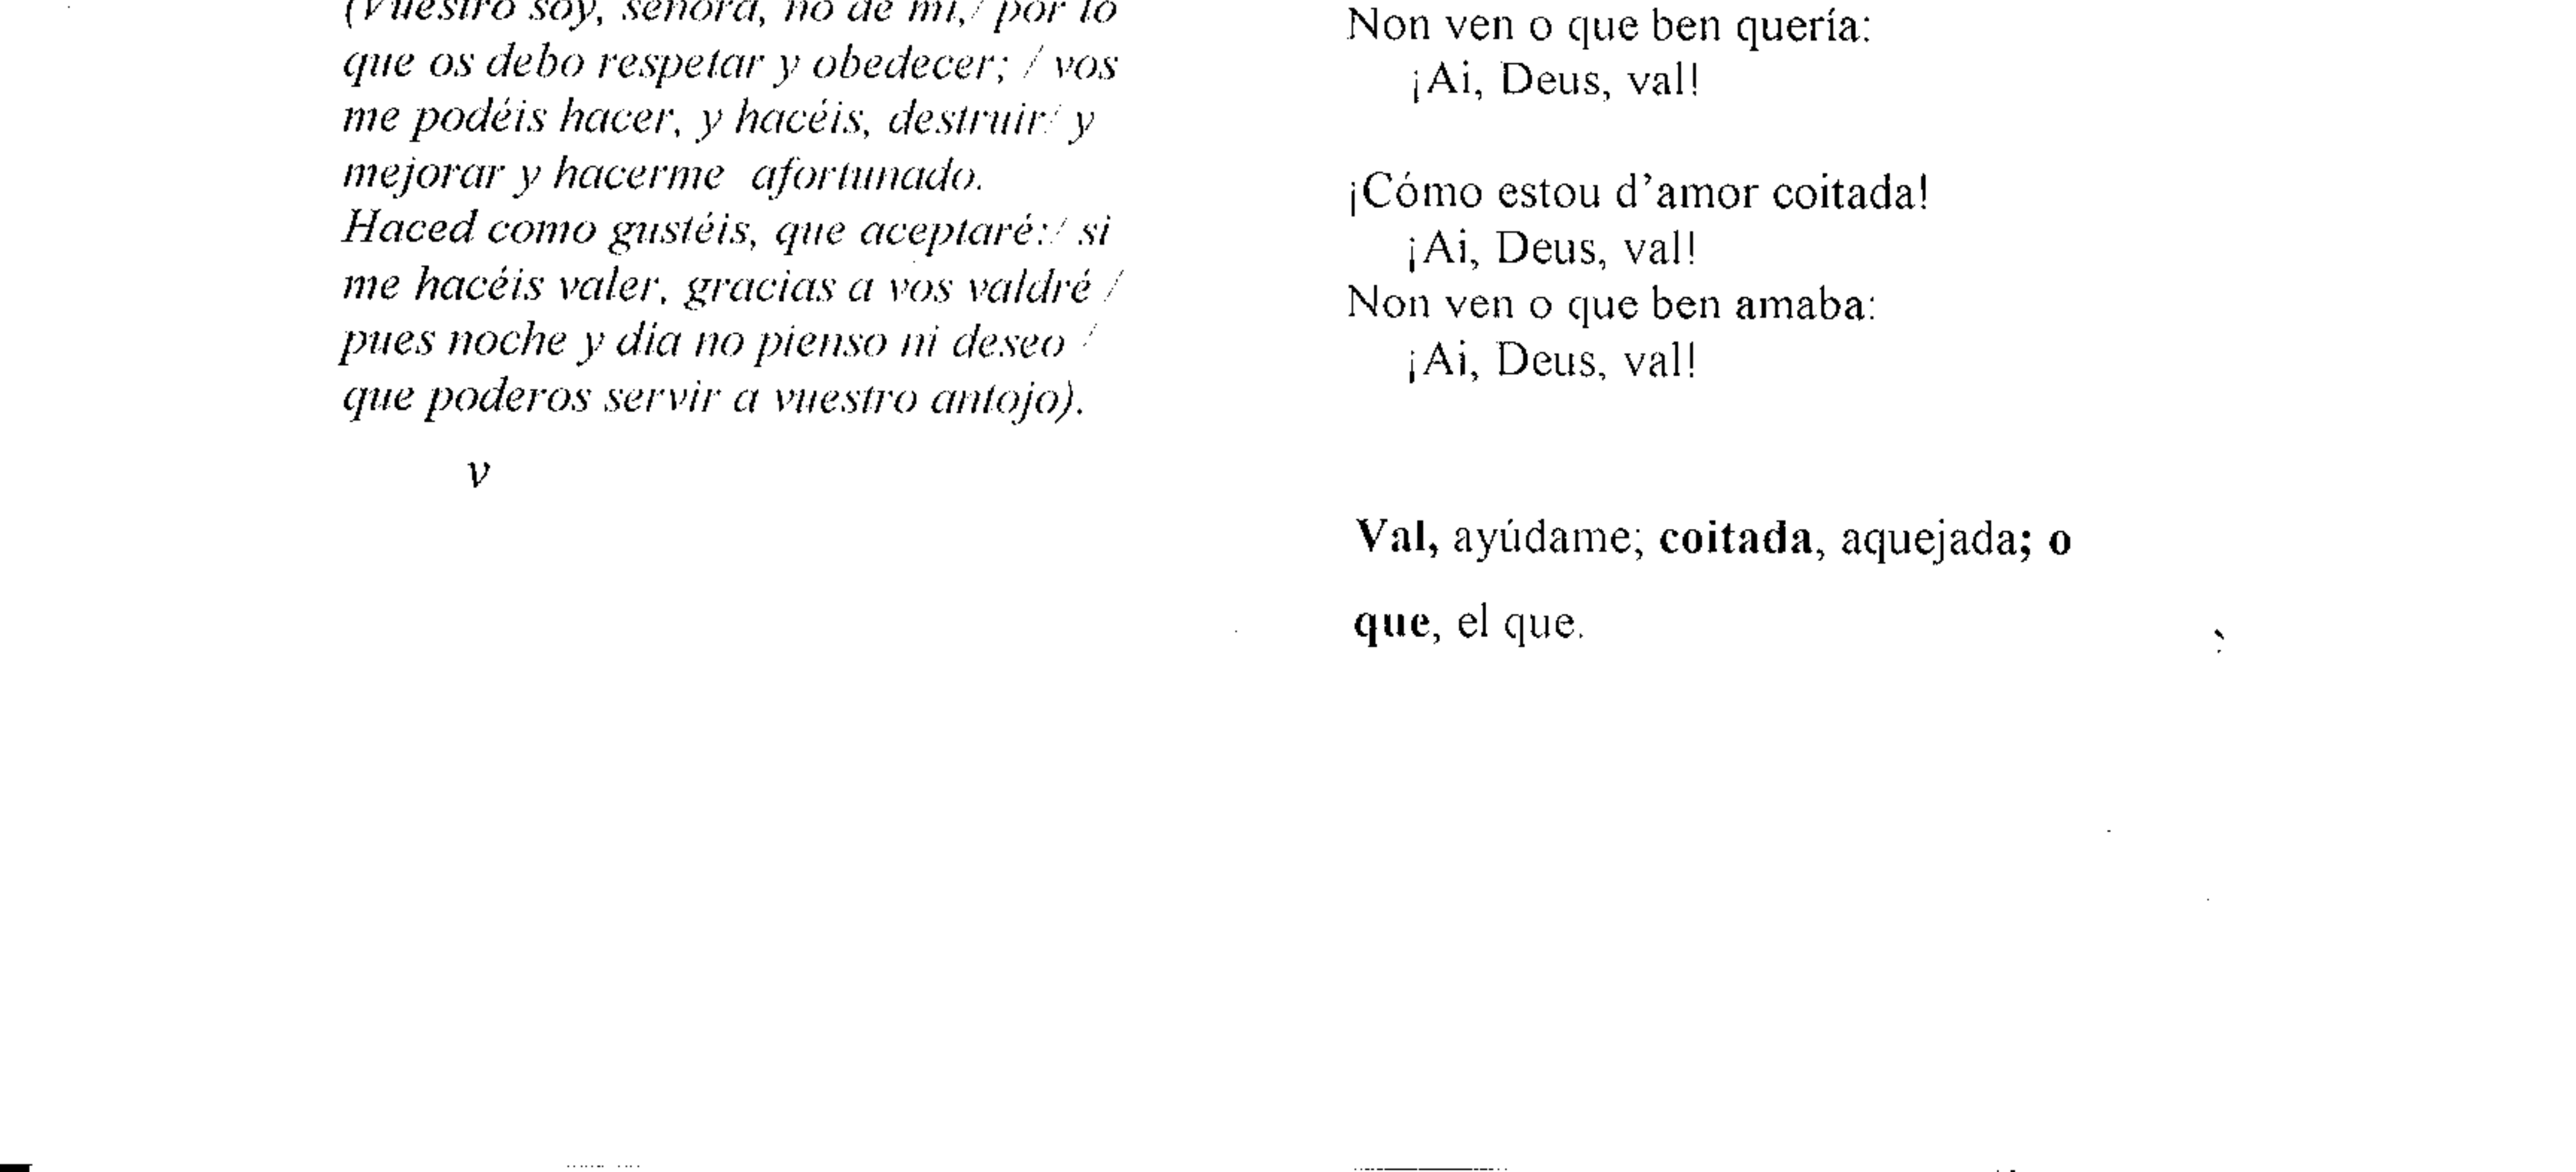 (Vuestro soy, señora, no de mí,/ por lo
que os debo respetar y obedecer; / vos
me podéis hacer, y hacéis, destruir/ y
mejorar y hacerme afortunado.
Haced como gustéis, que aceptaré:/ si
me hacéis valer, gracias a vos valdré /
pues noche y dia no pienso ni deseo /
que poderos servir a vuestro antojo).
v
Non ven o que ben quería:
¡Ai, Deus, val!
¡Cómo estou d'amor coitada!
¡Ai, Deus, val!
Non ven o que ben amaba:
¡Ai, Deus, val!
Val, ayúdame; coitada, aquejada; o
que, el que.